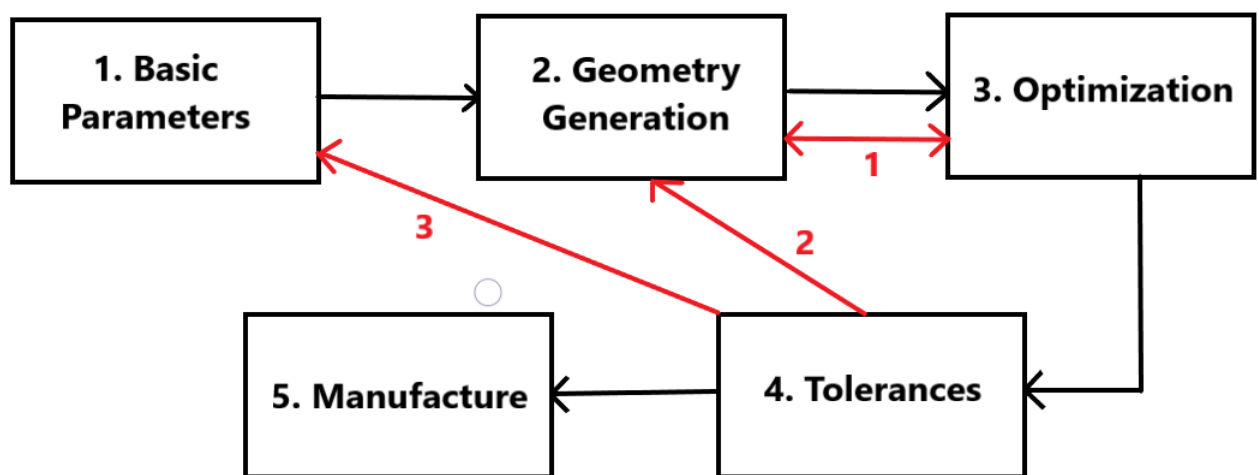 1. Basic
Parameters
2. Geometry
Generation
3. Optimization
1
3
2
5. Manufacture
4. Tolerances